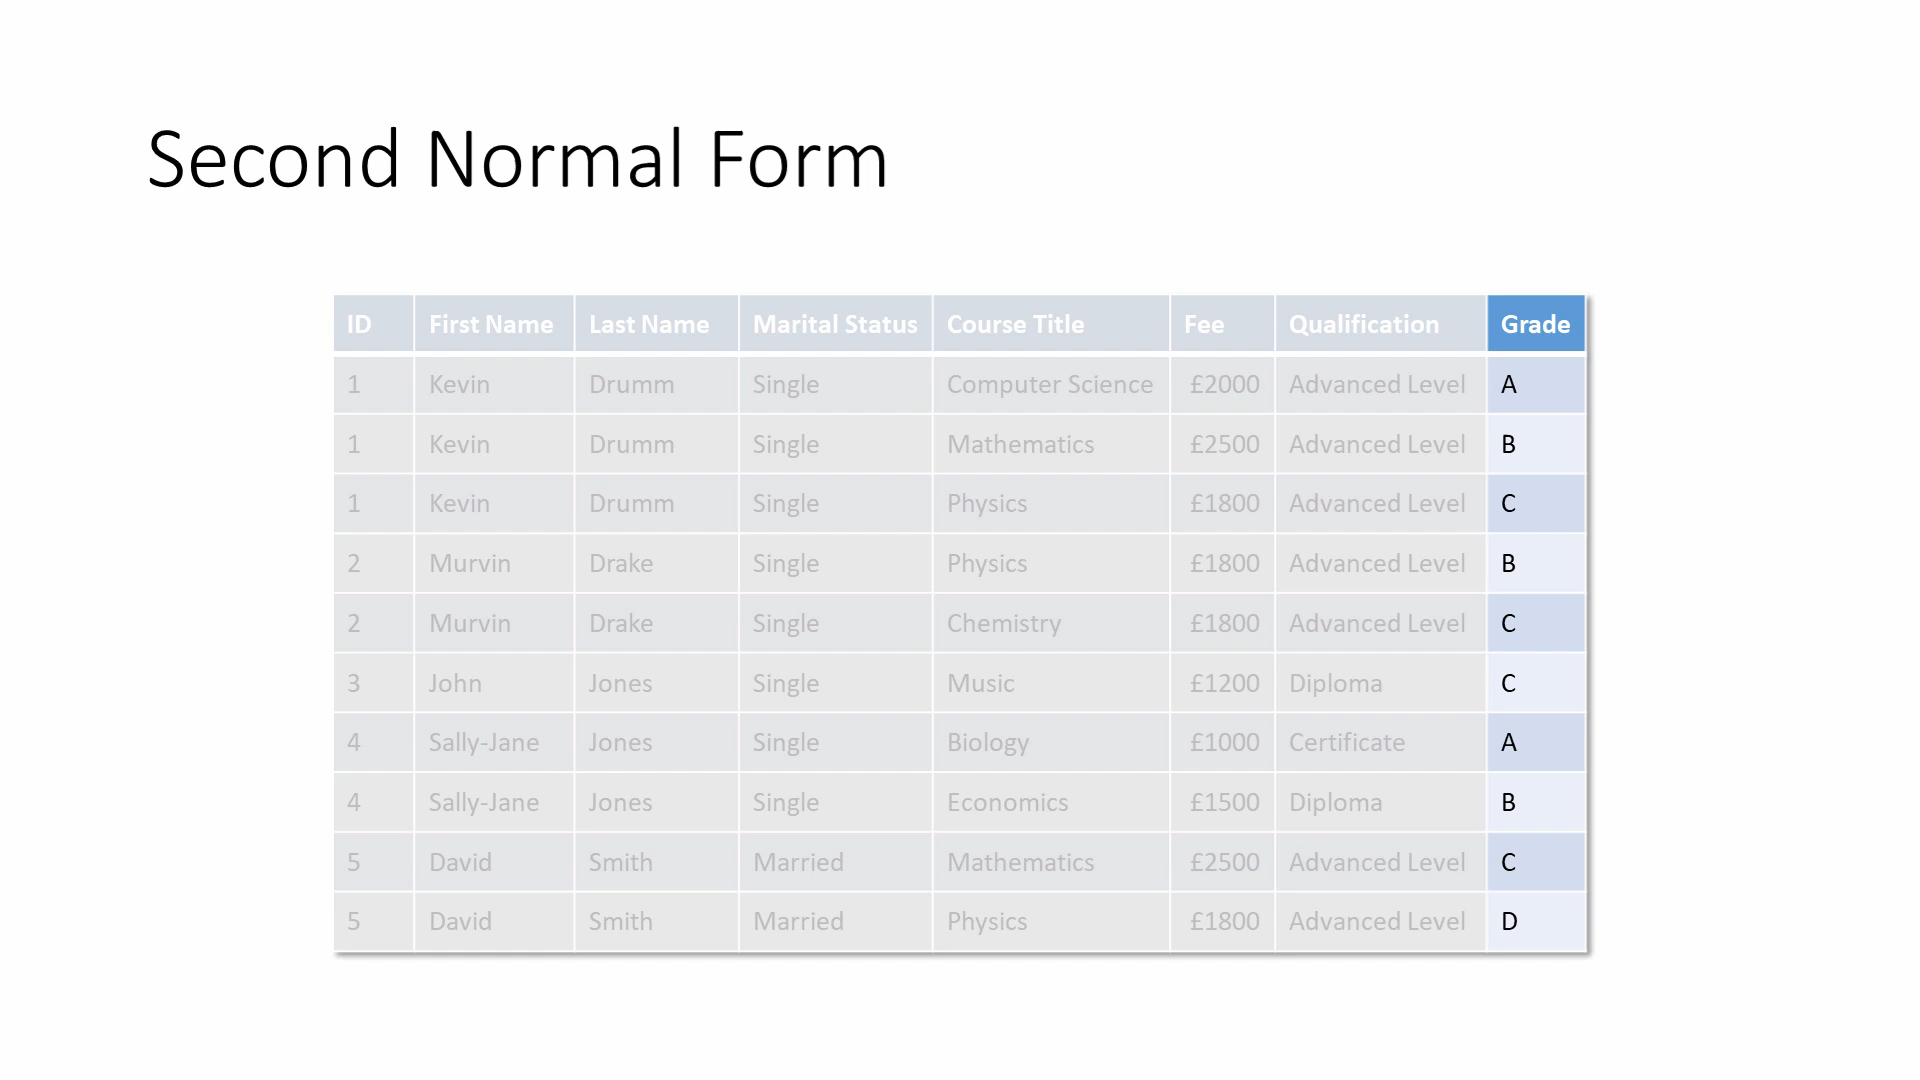 Second Normal Form
ID First Name Last Name Marital Status Course Title Fee Qualification Grade
1 Kevin Drumm Single Computer Science £2000 Advanced Level A
1 Kevin Drumm Single Mathematics £2500 Advanced Level B
1 Kevin Drumm Single Physics £1800 Advanced Level C
2 Murvin Drake Single Physics £1800 Advanced Level B
2 Murvin Drake Single Chemistry £1800 Advanced Level C
3 John Jones Single Music £1200 Diploma C
4 Sally-Jane Jones Single Biology £1000 Certificate A
4 Sally-Jane Jones Single Economics £1500 Diploma B
5 David Smith Married Mathematics £2500 Advanced Level C
5 David Smith Married Physics £1800 Advanced Level D